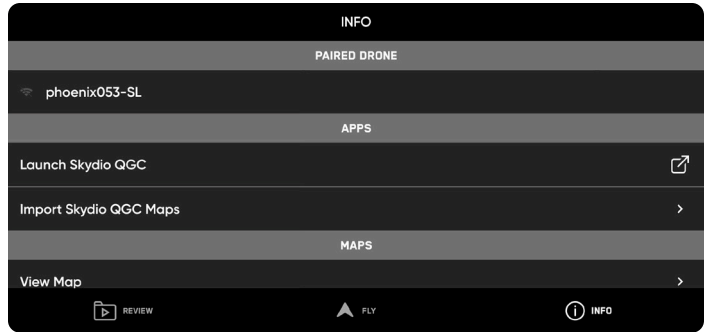 INFO
PAIRED DRONE
phoenix053-SL
APPS
Launch Skydio QGC
Import Skydio QGC Maps
MAPS
View Map
REVIEW FLY INFO